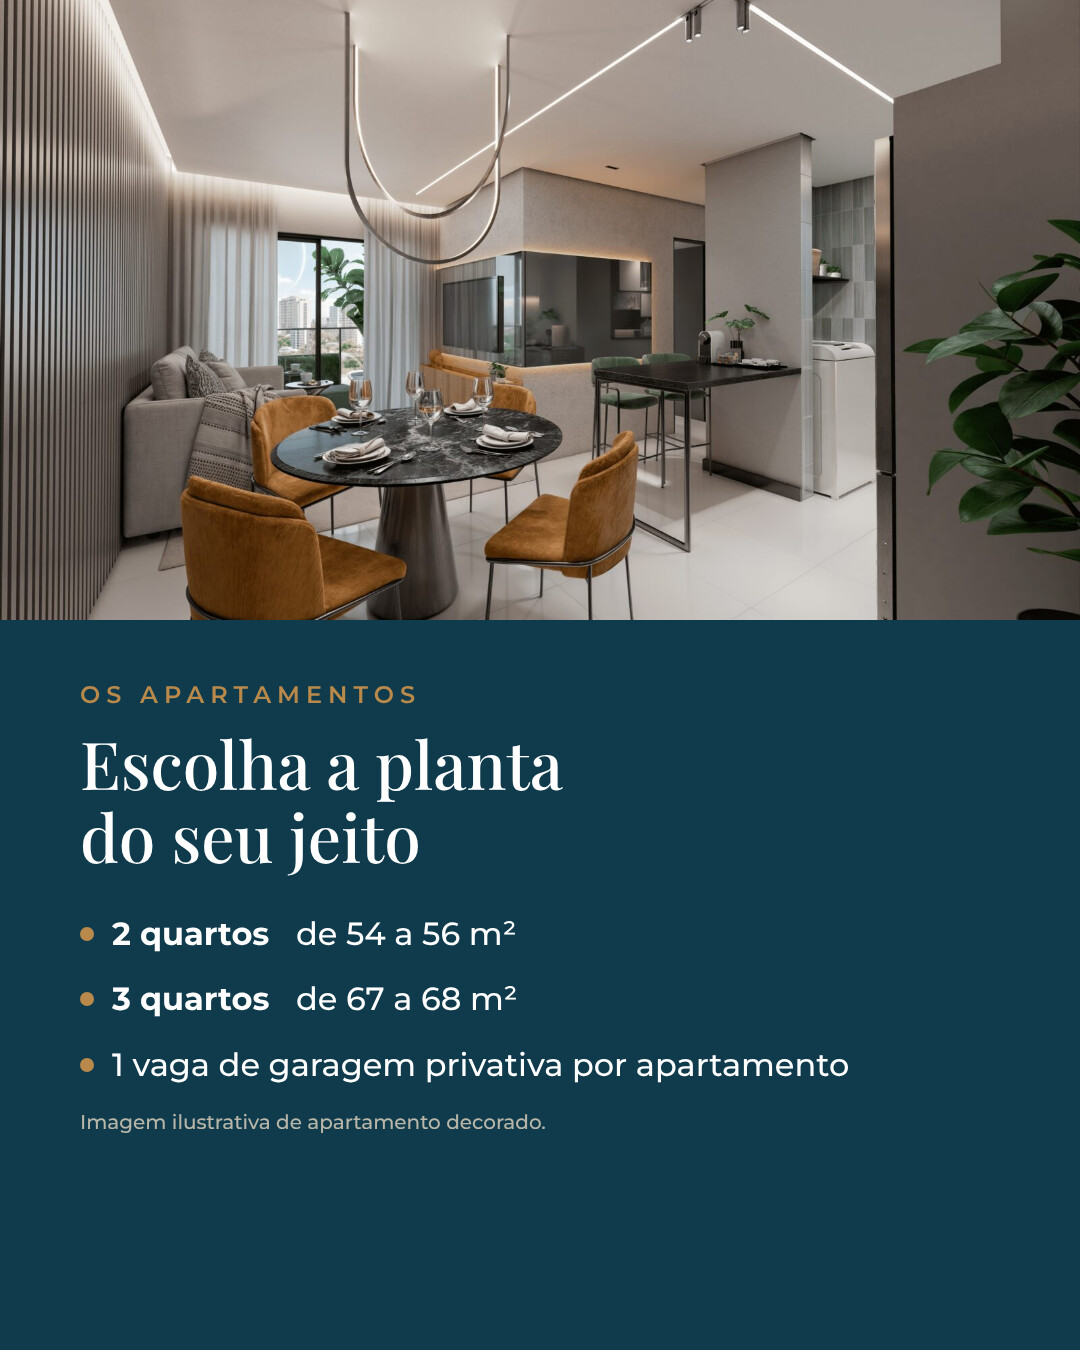 OS APARTAMENTOS
Escolha a planta
do seu jeito
2 quartos de 54 a 56 m²
3 quartos de 67 a 68 m²
1 vaga de garagem privativa por apartamento
Imagem ilustrativa de apartamento decorado.